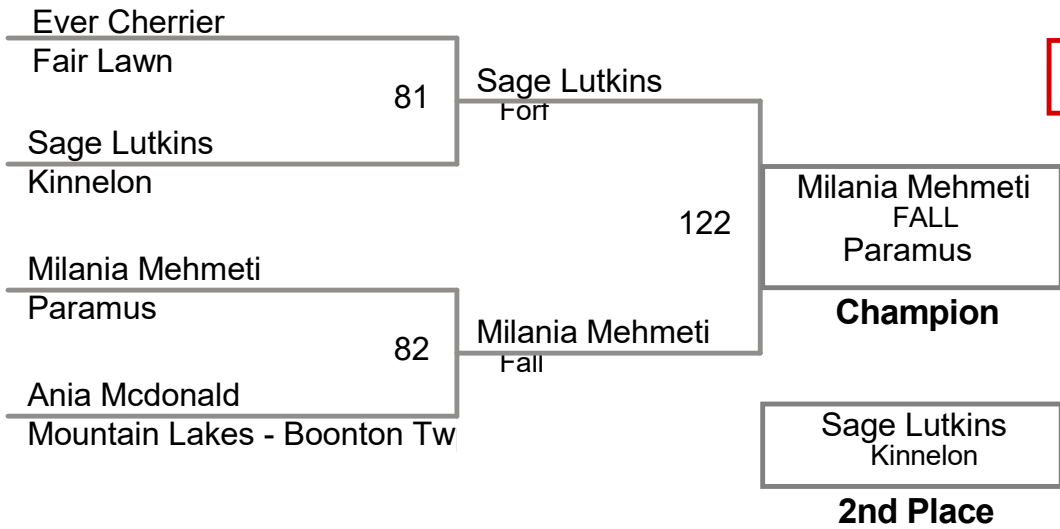 Ever Cherrier
Fair Lawn
81
Sage Lutkins
Forf
Sage Lutkins
Kinnelon
Milania Mehmeti
FALL
Paramus
122
Champion
Milania Mehmeti
Paramus
82
Milania Mehmeti
Fall
Ania Mcdonald
Mountain Lakes - Boonton Tw
Sage Lutkins
Kinnelon
2nd Place